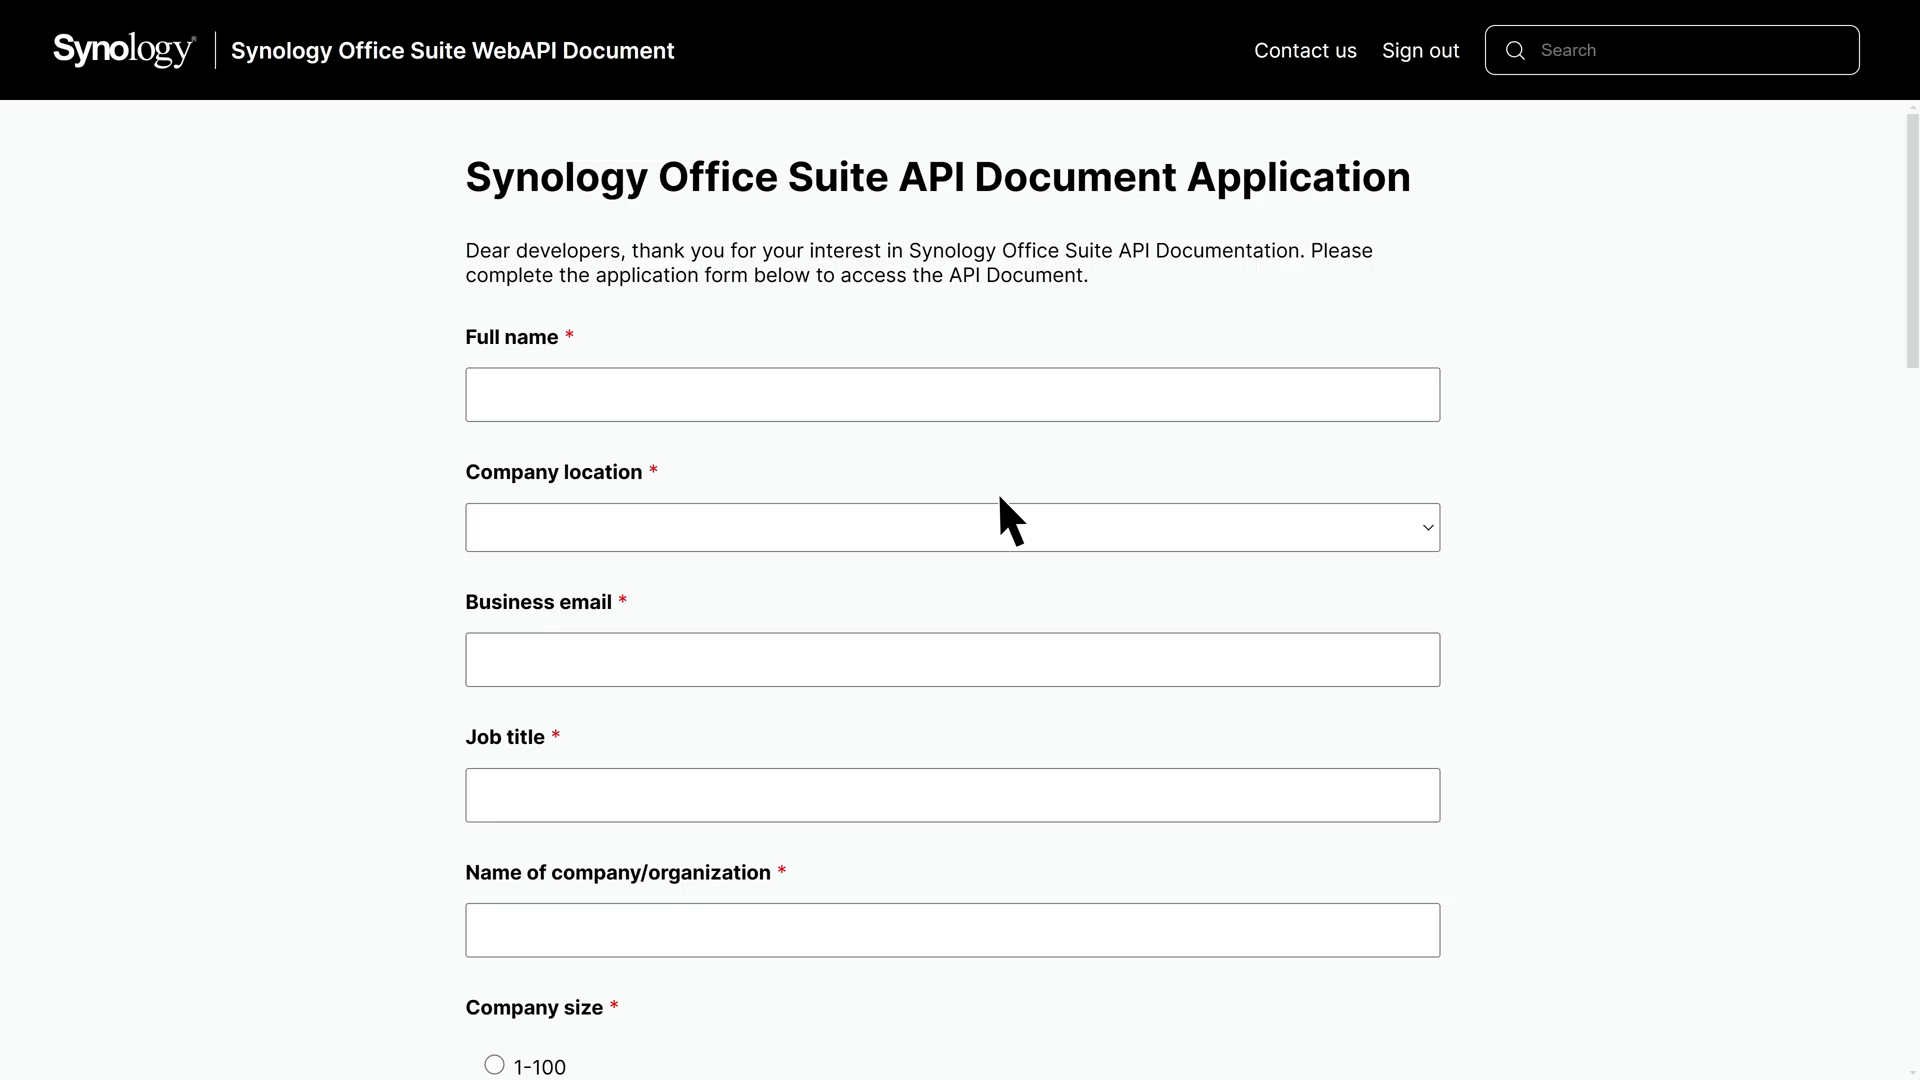 Synology® Synology Office Suite WebAPI Document Contact us Sign out Search
Synology Office Suite API Document Application
Dear developers, thank you for your interest in Synology Office Suite API Documentation. Please
complete the application form below to access the API Document.
Full name *
Company location *
Business email *
Job title *
Name of company/organization *
Company size *
1-100